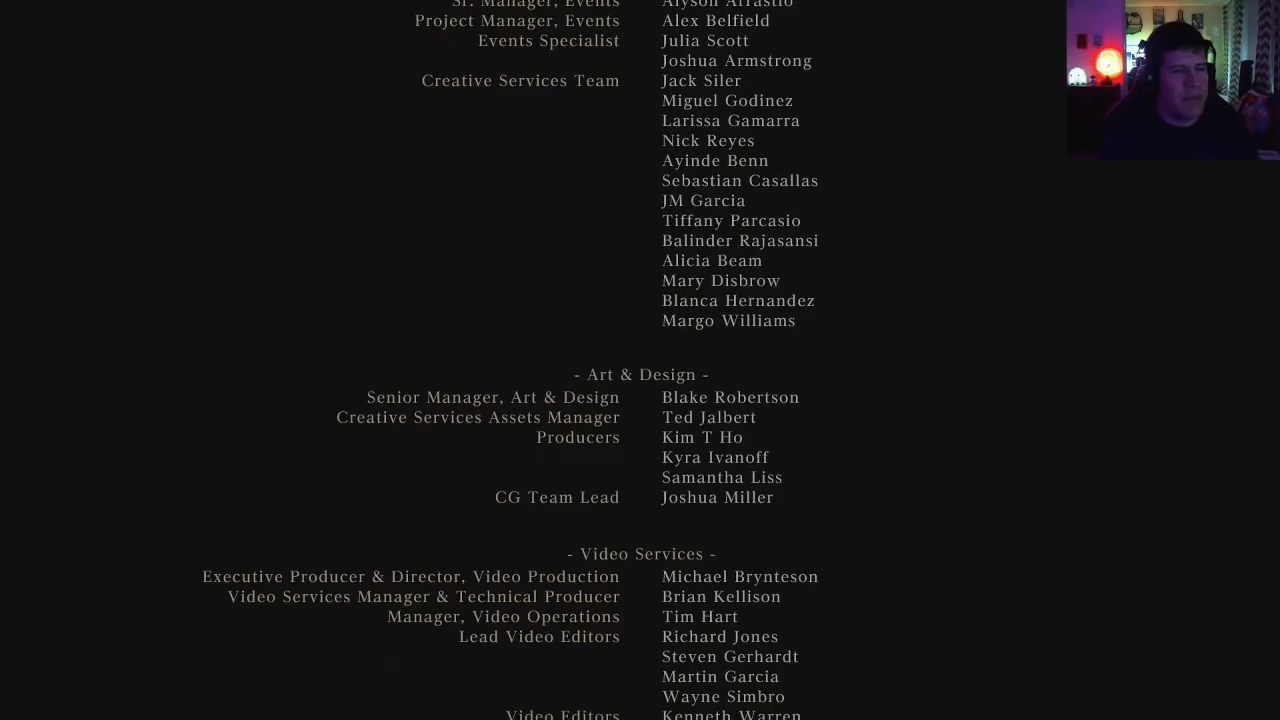 Sr. Manager, Events Alyson Arrastio
Project Manager, Events Alex Belfield
Events Specialist Julia Scott
Joshua Armstrong
Creative Services Team Jack Siler
Miguel Godinez
Larissa Gamarra
Nick Reyes
Ayinde Benn
Sebastian Casallas
JM Garcia
Tiffany Parcasio
Balinder Rajasansi
Alicia Beam
Mary Disbrow
Blanca Hernandez
Margo Williams
- Art & Design -
Senior Manager, Art & Design Blake Robertson
Creative Services Assets Manager Ted Jalbert
Producers Kim T Ho
Kyra Ivanoff
Samantha Liss
CG Team Lead Joshua Miller
- Video Services -
Executive Producer & Director, Video Production Michael Brynteson
Video Services Manager & Technical Producer Brian Kellison
Manager, Video Operations Tim Hart
Lead Video Editors Richard Jones
Steven Gerhardt
Martin Garcia
Wayne Simbro
Video Editors Kenneth Warren